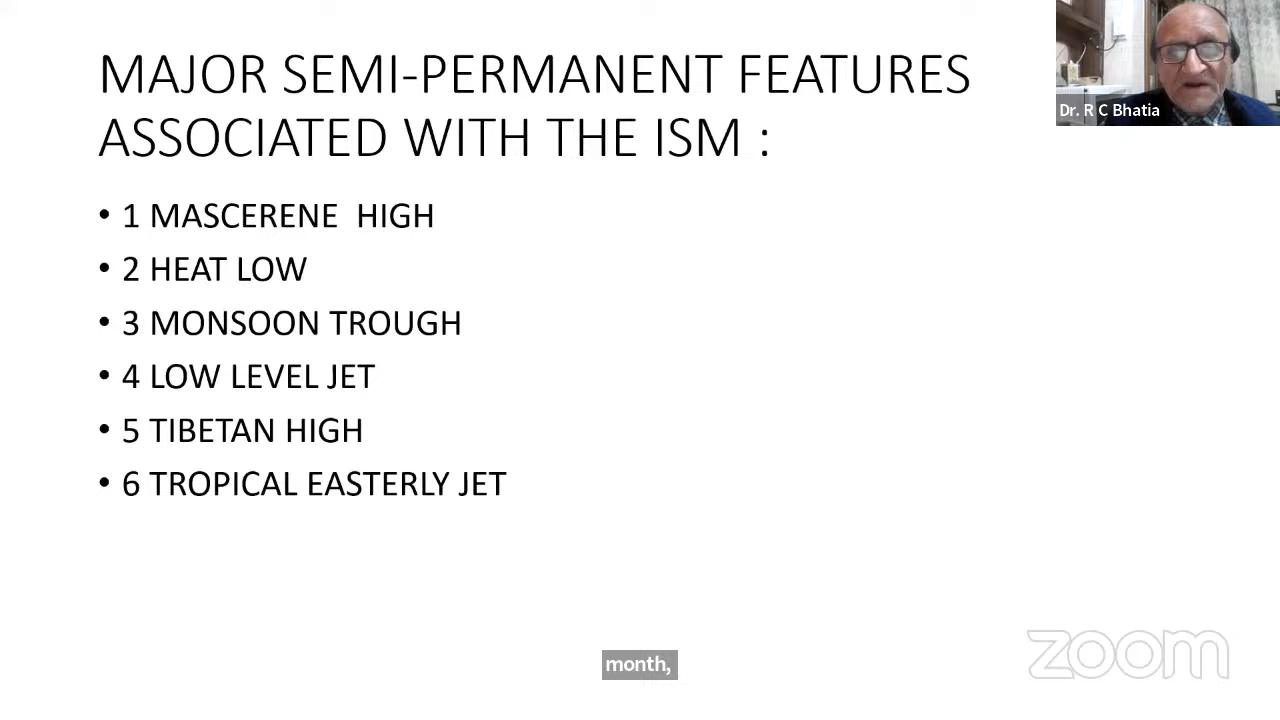 MAJOR SEMI-PERMANENT FEATURES
ASSOCIATED WITH THE ISM :
Dr. R C Bhatia
• 1 MASCERENE HIGH
• 2 HEAT LOW
• 3 MONSOON TROUGH
• 4 LOW LEVEL JET
• 5 TIBETAN HIGH
• 6 TROPICAL EASTERLY JET
month,
zoom